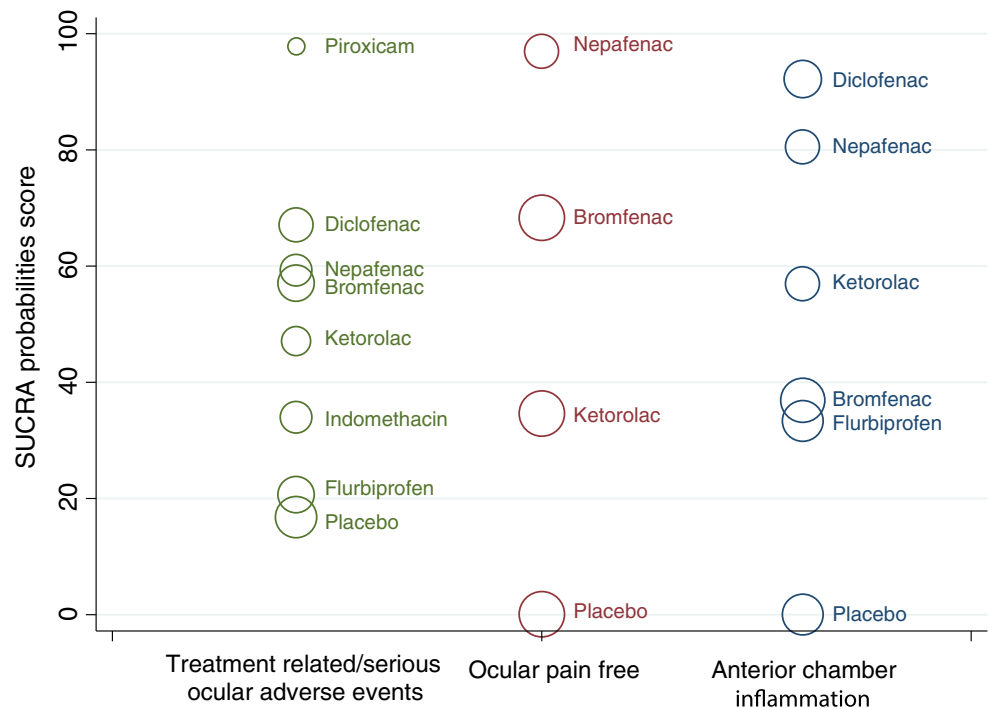 SUCRA probabilities score
100
80
60
40
20
0
Piroxicam
Diclofenac
Nepafenac
Bromfenac
Ketorolac
Indomethacin
Flurbiprofen
Placebo
Nepafenac
Bromfenac
Ketorolac
Placebo
Diclofenac
Nepafenac
Ketorolac
Bromfenac
Flurbiprofen
Placebo
Treatment related/serious
ocular adverse events
Ocular pain free
Anterior chamber
inflammation